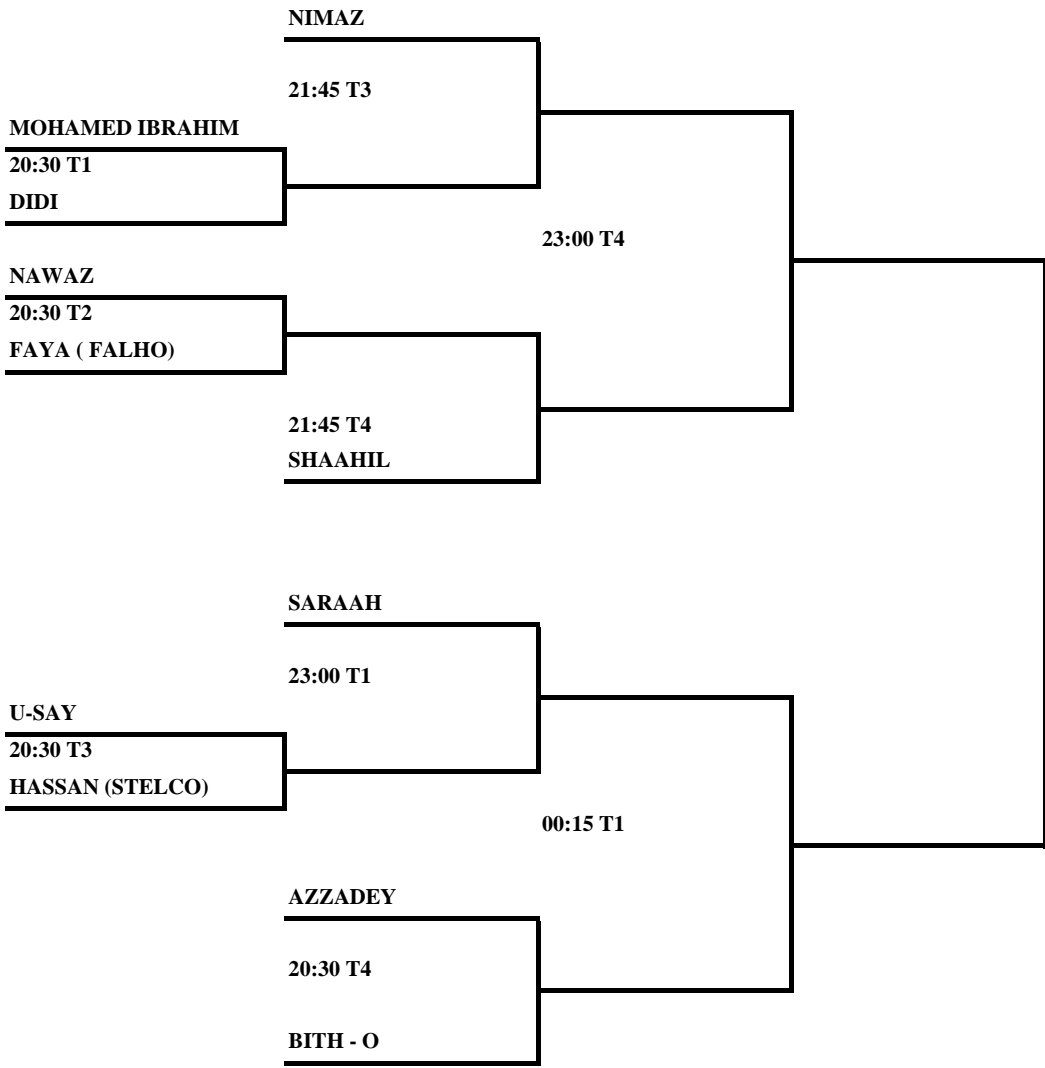 NIMAZ
21:45 T3
MOHAMED IBRAHIM
20:30 T1
DIDI
23:00 T4
NAWAZ
20:30 T2
FAYA ( FALHO)
21:45 T4
SHAAHIL
SARAAH
23:00 T1
U-SAY
20:30 T3
HASSAN (STELCO)
00:15 T1
AZZADEY
20:30 T4
BITH - O